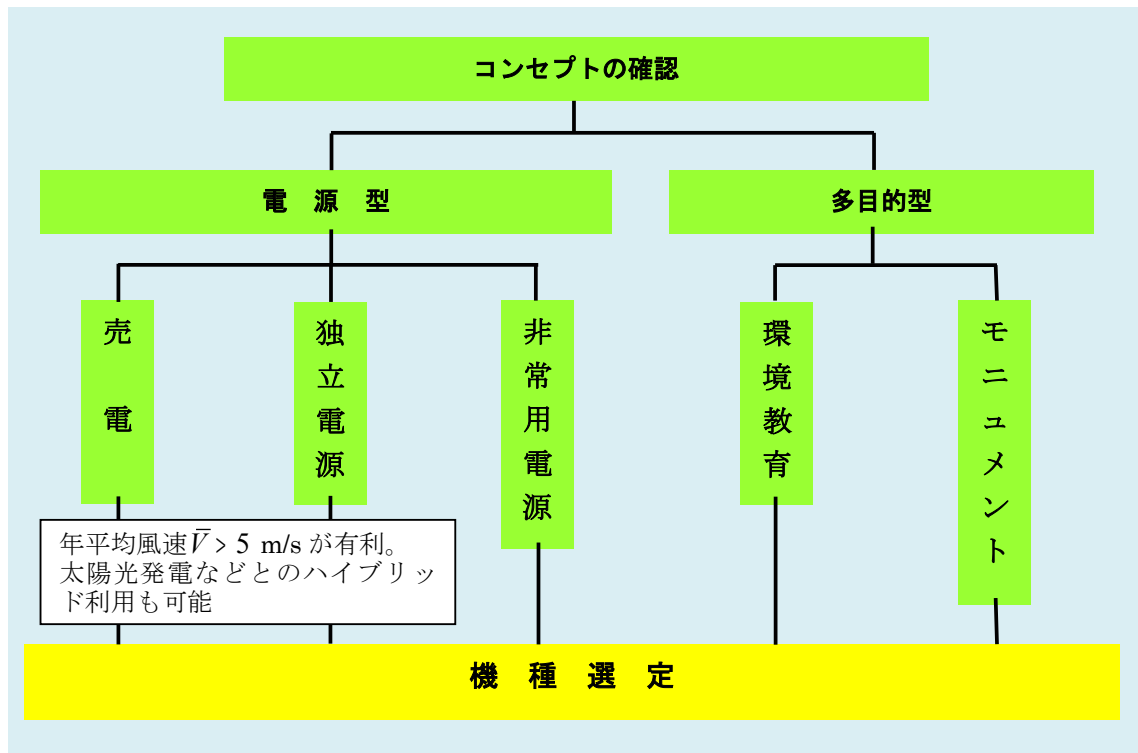 コンセプトの確認
電 源 型
多目的型
売電
独立電源
非常用電源
環境教育
モニュメント
年平均風速V̅> 5 m/s が有利。
太陽光発電などとのハイブリッ
ド利用も可能
機 種 選 定